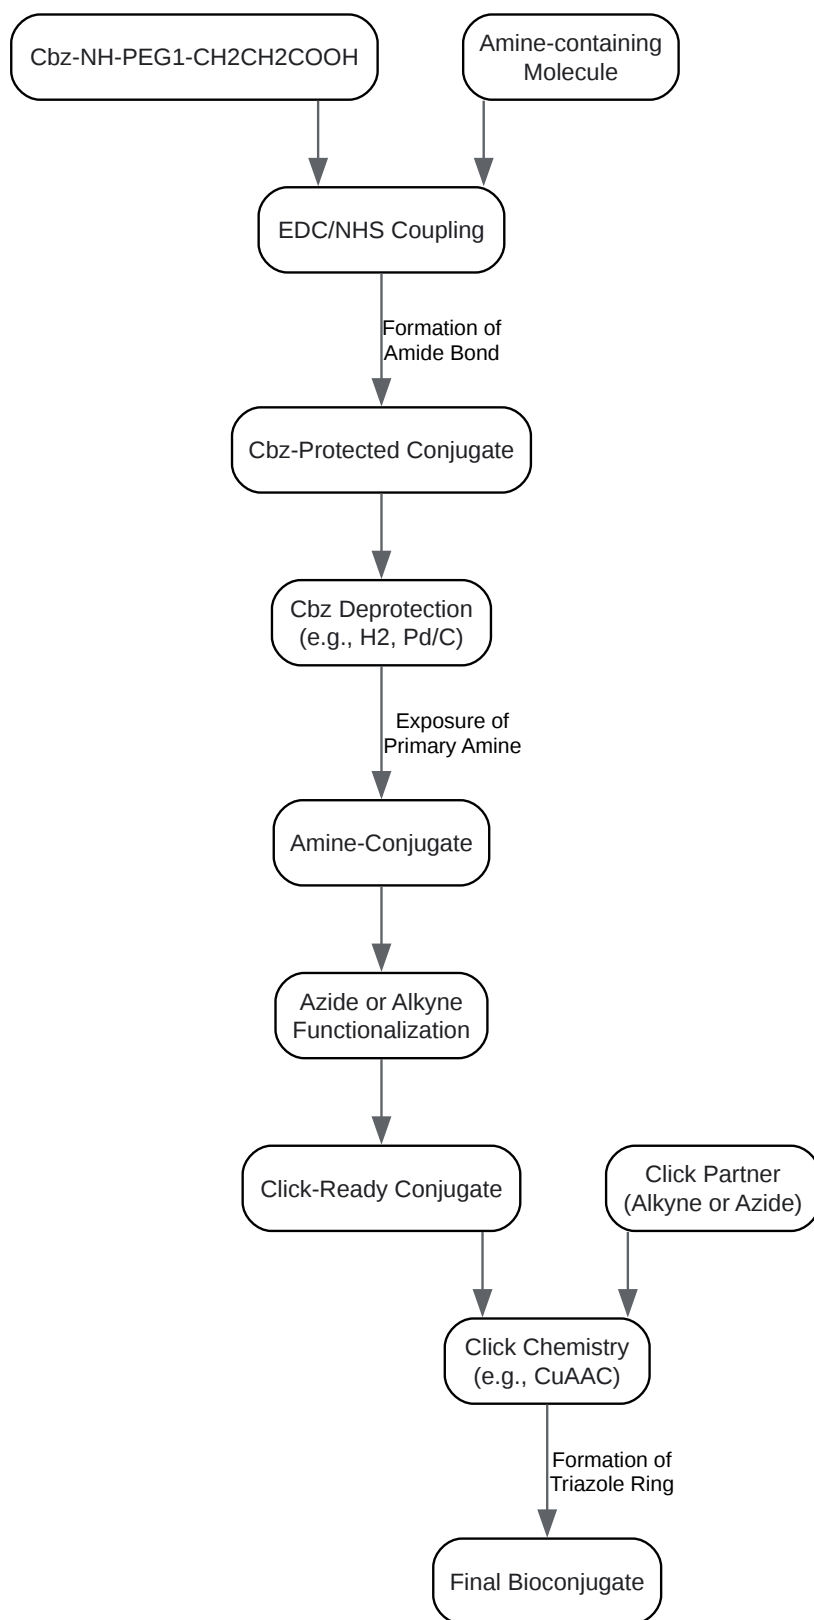 Cbz-NH-PEG1-CH2CH2COOH
Amine-containing
Molecule
EDC/NHS Coupling
Formation of
Amide Bond
Cbz-Protected Conjugate
Cbz Deprotection
(e.g., H2, Pd/C)
Exposure of
Primary Amine
Amine-Conjugate
Azide or Alkyne
Functionalization
Click-Ready Conjugate
Click Partner
(Alkyne or Azide)
Click Chemistry
(e.g., CuAAC)
Formation of
Triazole Ring
Final Bioconjugate